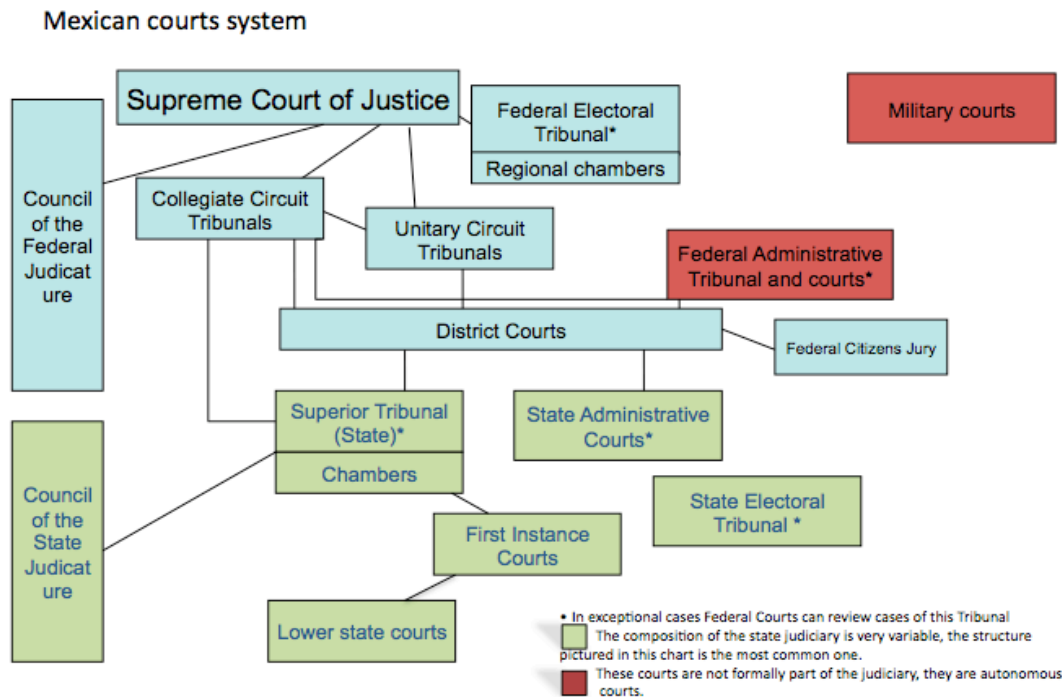 Mexican courts system
Supreme Court of Justice
Federal Electoral
Tribunal*
Regional chambers
Military courts
Council
of the
Federal
Judicat
ure
Collegiate Circuit
Tribunals
Unitary Circuit
Tribunals
Federal Administrative
Tribunal and courts*
District Courts
Federal Citizens Jury
Superior Tribunal
(State)*
Chambers
State Administrative
Courts*
Council
of the
State
Judicat
ure
State Electoral
Tribunal *
First Instance
Courts
Lower state courts
• In exceptional cases Federal Courts can review cases of this Tribunal
The composition of the state judiciary is very variable, the structure
pictured in this chart is the most common one.
These courts are not formally part of the judiciary, they are autonomous
courts.